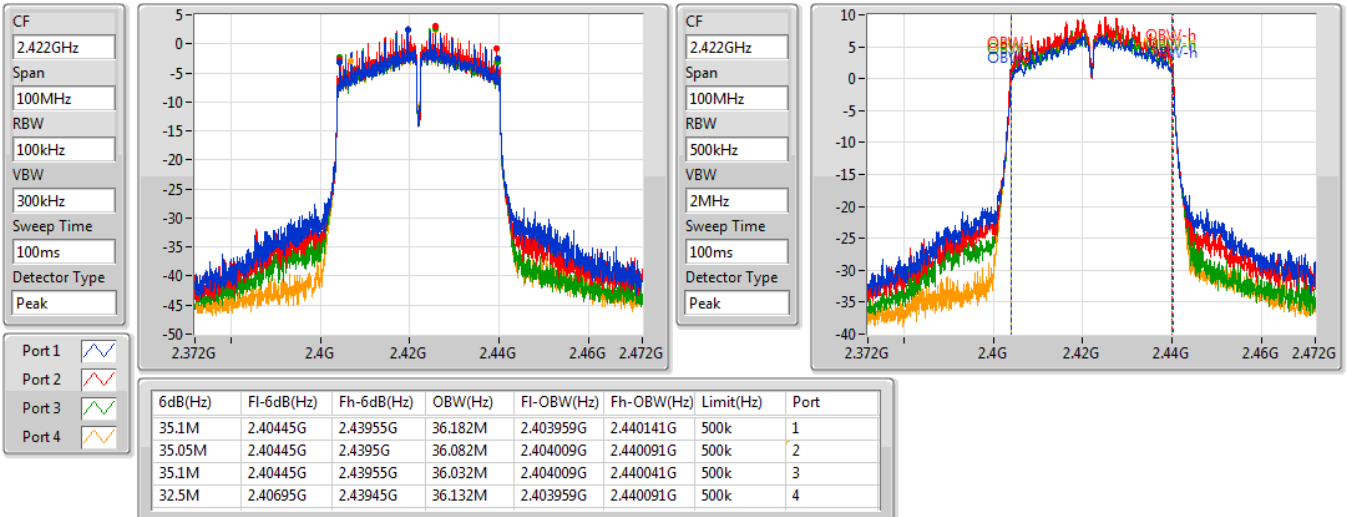 CF
2.422GHz
Span
100MHz
RBW
100kHz
VBW
300kHz
Sweep Time
100ms
Detector Type
Peak
5
0
-5
-10
-15
-20
-25
-30
-35
-40
-45
-50
2.372G 2.4G 2.42G 2.44G 2.46G 2.472G
CF
2.422GHz
Span
100MHz
RBW
500kHz
VBW
2MHz
Sweep Time
100ms
Detector Type
Peak
10
5
0
-5
-10
-15
-20
-25
-30
-35
-40
OBW-h
OBW-h
2.372G 2.4G 2.42G 2.44G 2.46G 2.472G
Port 1
Port 2
Port 3
Port 4
6dB(Hz) Fl-6dB(Hz) Fh-6dB(Hz) OBW(Hz) Fl-OBW(Hz) Fh-OBW(Hz) Limit(Hz) Port
35.1M 2.40445G 2.43955G 36.182M 2.403959G 2.440141G 500k 1
35.05M 2.40445G 2.4395G 36.082M 2.404009G 2.440091G 500k 2
35.1M 2.40445G 2.43955G 36.032M 2.404009G 2.440041G 500k 3
32.5M 2.40695G 2.43945G 36.132M 2.403959G 2.440091G 500k 4